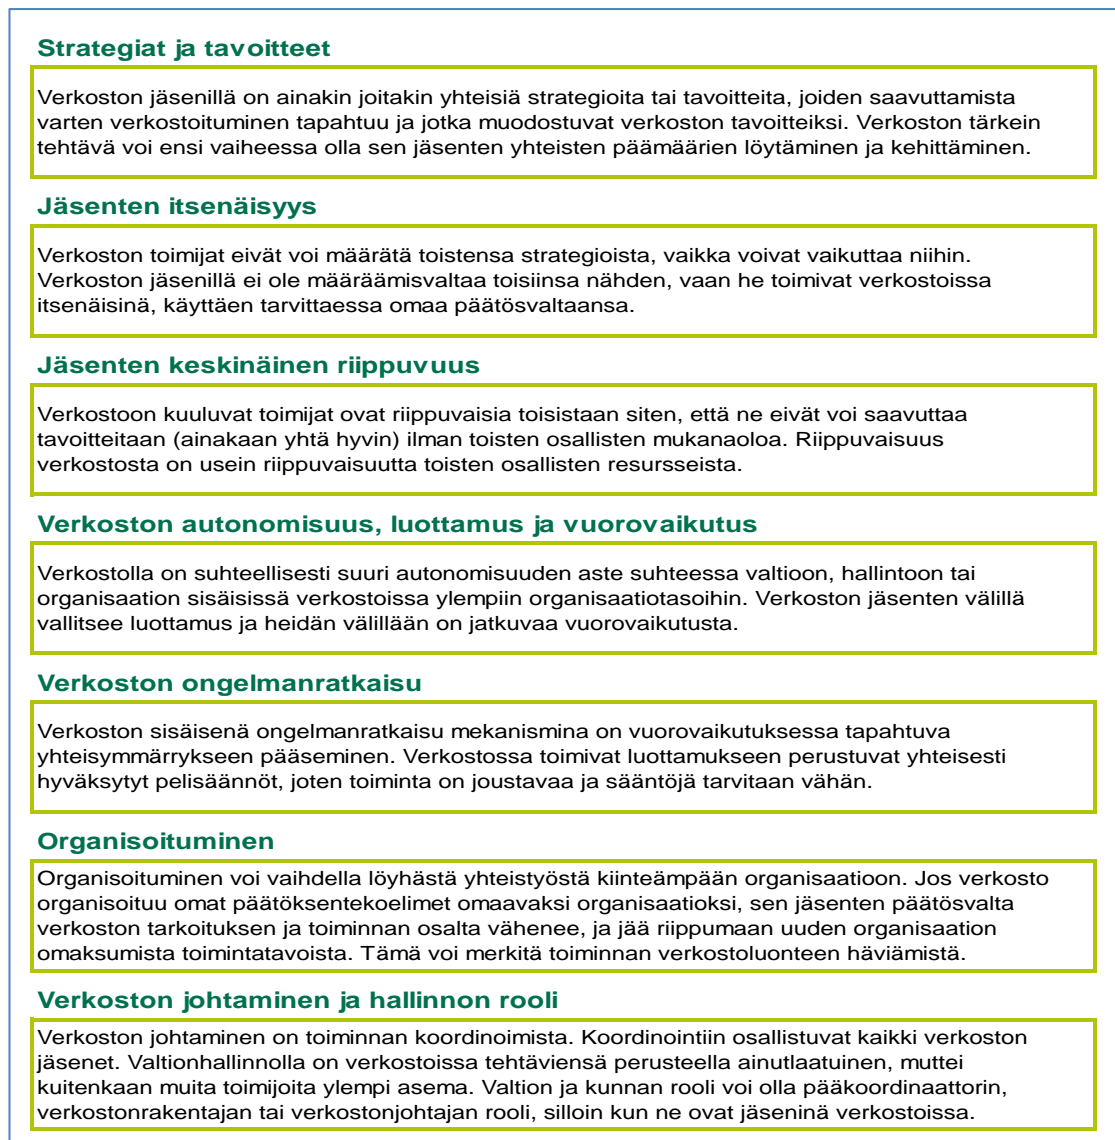 Strategiat ja tavoitteet
Verkoston jäsenillä on ainakin joitakin yhteisiä strategioita tai tavoitteita, joiden saavuttamista
varten verkostoituminen tapahtuu ja jotka muodostuvat verkoston tavoitteiksi. Verkoston tärkein
tehtävä voi ensi vaiheessa olla sen jäsenten yhteisten päämäärien löytäminen ja kehittäminen.
Jäsenten itsenäisyys
Verkoston toimijat eivät voi määrätä toistensa strategioista, vaikka voivat vaikuttaa niihin.
Verkoston jäsenillä ei ole määräämisvaltaa toisiinsa nähden, vaan he toimivat verkostoissa
itsenäisinä, käyttäen tarvittaessa omaa päätösvaltaansa.
Jäsenten keskinäinen riippuvuus
Verkostoon kuuluvat toimijat ovat riippuvaisia toisistaan siten, että ne eivät voi saavuttaa
tavoitteitaan (ainakaan yhtä hyvin) ilman toisten osallisten mukanaoloa. Riippuvaisuus
verkostosta on usein riippuvaisuutta toisten osallisten resursseista.
Verkoston autonomisuus, luottamus ja vuorovaikutus
Verkostolla on suhteellisesti suuri autonomisuuden aste suhteessa valtioon, hallintoon tai
organisaation sisäisissä verkostoissa ylempiin organisaatiotasoihin. Verkoston jäsenten välillä
vallitsee luottamus ja heidän välillään on jatkuvaa vuorovaikutusta.
Verkoston ongelmanratkaisu
Verkoston sisäisenä ongelmanratkaisu mekanismina on vuorovaikutuksessa tapahtuva
yhteisymmärrykseen pääseminen. Verkostossa toimivat luottamukseen perustuvat yhteisesti
hyväksytyt pelisäännöt, joten toiminta on joustavaa ja sääntöjä tarvitaan vähän.
Organisoituminen
Organisoituminen voi vaihdella löyhästä yhteistyöstä kiinteämpään organisaatioon. Jos verkosto
organisoituu omat päätöksentekoelimet omaavaksi organisaatioksi, sen jäsenten päätösvalta
verkoston tarkoituksen ja toiminnan osalta vähenee, ja jää riippumaan uuden organisaation
omaksumista toimintatavoista. Tämä voi merkitä toiminnan verkostoluonteen häviämistä.
Verkoston johtaminen ja hallinnon rooli
Verkoston johtaminen on toiminnan koordinoimista. Koordinointiin osallistuvat kaikki verkoston
jäsenet. Valtionhallinnolla on verkostoissa tehtäviensä perusteella ainutlaatuinen, muttei
kuitenkaan muita toimijoita ylempi asema. Valtion ja kunnan rooli voi olla pääkoordinaattorin,
verkostonrakentajan tai verkostonjohtajan rooli, silloin kun ne ovat jäseninä verkostoissa.